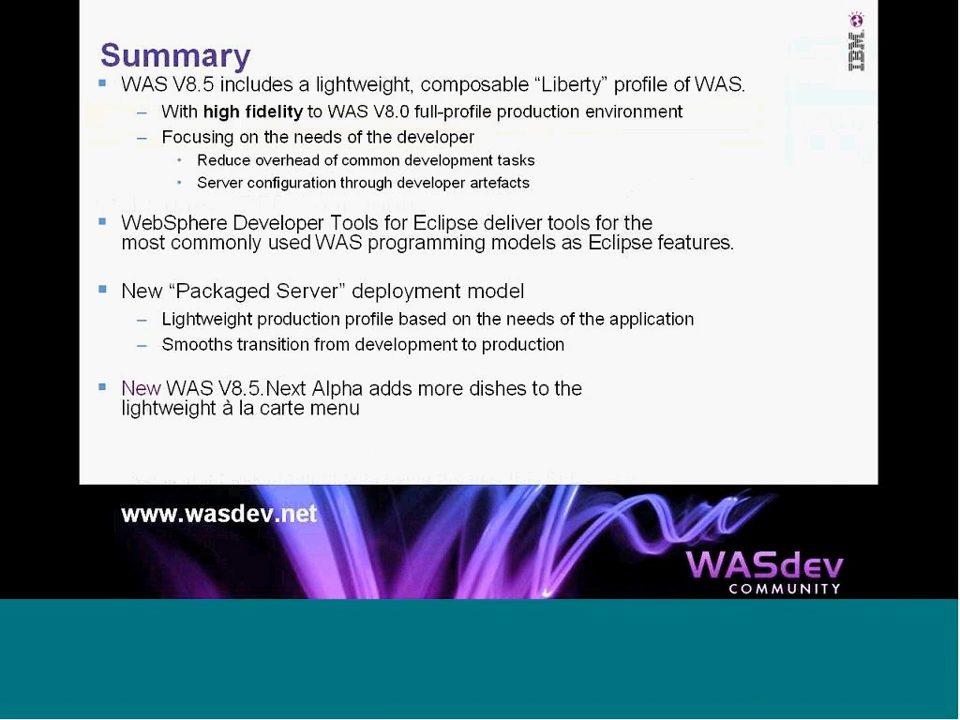 Summary
IBM
WAS V8.5 includes a lightweight, composable “Liberty” profile of WAS.
– With high fidelity to WAS V8.0 full-profile production environment
– Focusing on the needs of the developer
• Reduce overhead of common development tasks
• Server configuration through developer artefacts
WebSphere Developer Tools for Eclipse deliver tools for the
most commonly used WAS programming models as Eclipse features.
New “Packaged Server” deployment model
– Lightweight production profile based on the needs of the application
– Smooths transition from development to production
New WAS V8.5.Next Alpha adds more dishes to the
lightweight à la carte menu
www.wasdev.net
WASdev
COMMUNITY